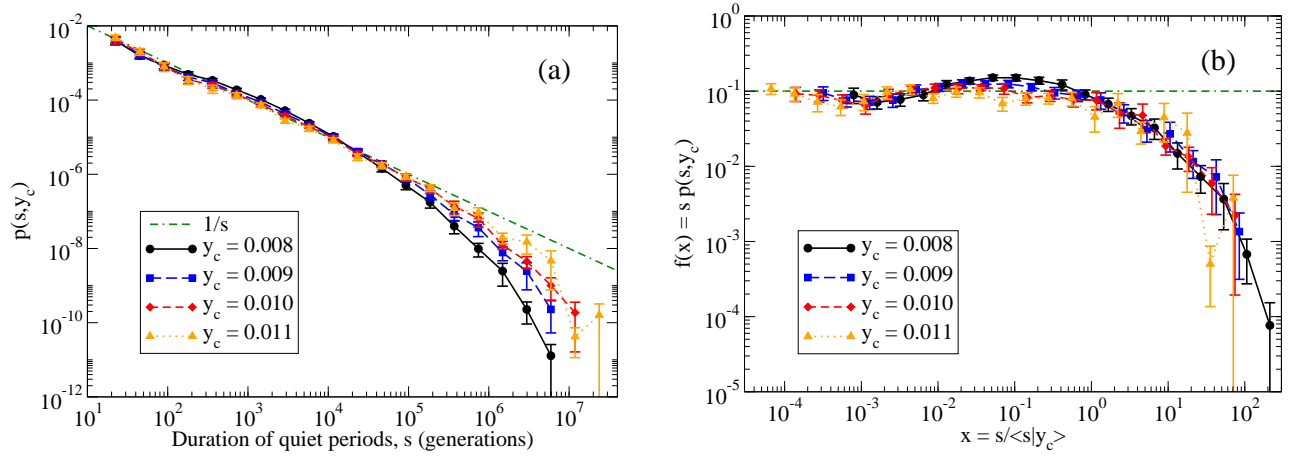 (a)
p(s,y_c)
10^-2
10^-4
10^-6
10^-8
10^-10
10^-12
1/s
y_c = 0.008
y_c = 0.009
y_c = 0.010
y_c = 0.011
10^1 10^2 10^3 10^4 10^5 10^6 10^7
Duration of quiet periods, s (generations)
(b)
f(x) = s p(s,y_c)
10^0
10^-1
10^-2
10^-3
10^-4
10^-5
y_c = 0.008
y_c = 0.009
y_c = 0.010
y_c = 0.011
10^-4 10^-3 10^-2 10^-1 10^0 10^1 10^2
x = s/<s|y_c>